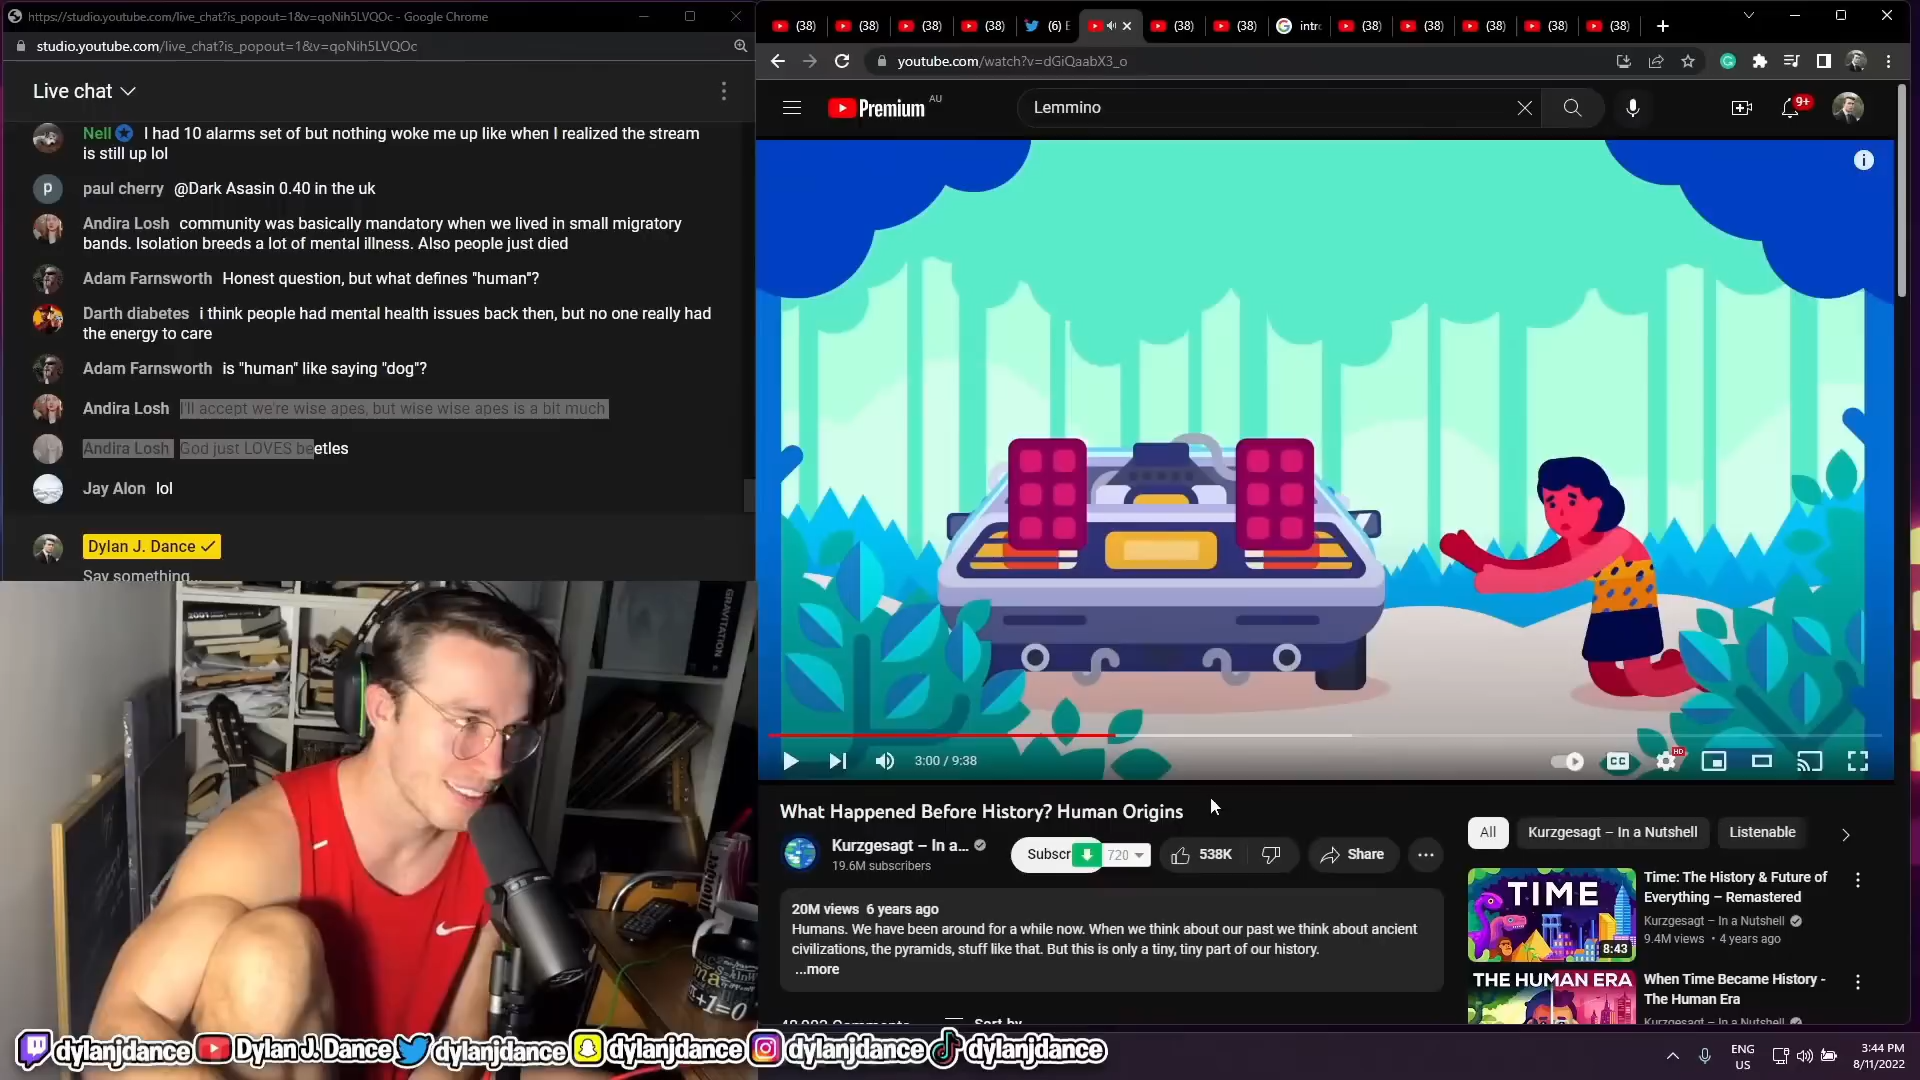 https://studio.youtube.com/live_chat?is_popout=1&v=qoNih5LVQOc - Google Chrome
studio.youtube.com/live_chat?is_popout=1&v=qoNih5LVQOc
Live chat
Nell I had 10 alarms set of but nothing woke me up like when I realized the stream
is still up lol
p
paul cherry @Dark Asasin 0.40 in the uk
Andira Losh community was basically mandatory when we lived in small migratory
bands. Isolation breeds a lot of mental illness. Also people just died
Adam Farnsworth Honest question, but what defines "human"?
Darth diabetes i think people had mental health issues back then, but no one really had
the energy to care
Adam Farnsworth is "human" like saying "dog"?
Andira Losh I'll accept we're wise apes, but wise wise apes is a bit much
Andira Losh God just LOVES beetles
Jay Alon lol
Dylan J. Dance
Say something...
(38) (38) (38) (38) (6) E (38) (38) intr (38) (38) (38) (38) (38)
youtube.com/watch?v=dGiQaabX3_o
Premium AU
Lemmino
9+
3:00 / 9:38
CC
HD
What Happened Before History? Human Origins
Kurzgesagt – In a...
19.6M subscribers
Subscr
720
538K
Share
20M views 6 years ago
Humans. We have been around for a while now. When we think about our past we think about ancient
civilizations, the pyramids, stuff like that. But this is only a tiny, tiny part of our history.
...more
Sort by
All
Kurzgesagt – In a Nutshell
Listenable
TIME
8:43
Time: The History & Future of
Everything – Remastered
Kurzgesagt – In a Nutshell
9.4M views • 4 years ago
THE HUMAN ERA
When Time Became History -
The Human Era
Kurzgesagt – In a Nutshell
GRAVITATION
dylanjdance Dylan J. Dance dylanjdance dylanjdance dylanjdance dylanjdance
ENG
US
3:44 PM
8/11/2022